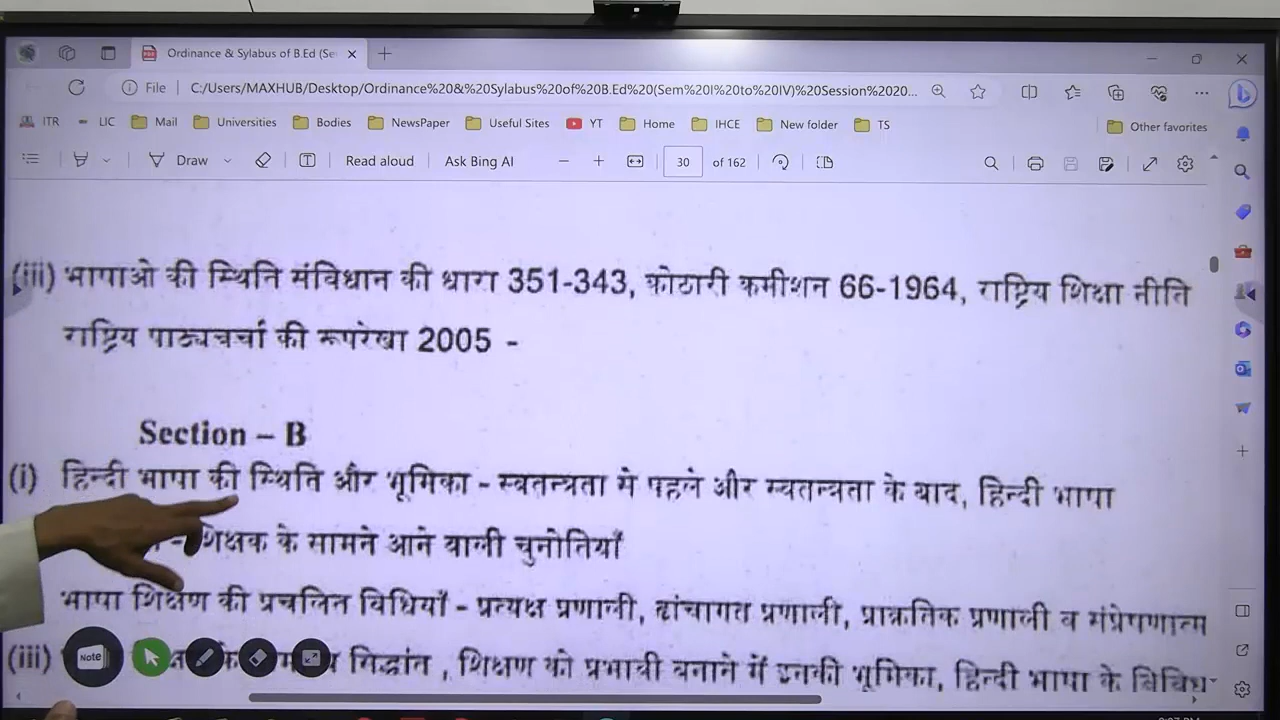 Ordinance & Sylabus of B.Ed (Se
File
C:/Users/MAXHUB/Desktop/Ordinance%20&%20Sylabus%20of%20B.Ed%20(Sem%20I%20to%20IV)%20Session%2020...
ITR LIC Mail Universities Bodies NewsPaper Useful Sites YT Home IHCE New folder TS Other favorites
Draw Read aloud Ask Bing AI 30 of 162
(iii) भाषाओ की स्थिति संविधान की धारा 351-343, कोठारी कमीशन 66-1964, राष्ट्रिय शिक्षा नीति
राष्ट्रिय पाठ्यचर्चा की रूपरेखा 2005 -
Section – B
(i) हिन्दी भाषा की स्थिति और भूमिका - स्वतन्त्रता से पहले और स्वतन्त्रता के बाद, हिन्दी भाषा
- शिक्षक के सामने आने वाली चुनोतियाँ
भाषा शिक्षण की प्रचलित विधियाँ - प्रत्यक्ष प्रणाली, ढांचागत प्रणाली, प्राक्रतिक प्रणाली व संप्रेषणात्म
(iii) सिद्धांत , शिक्षण को प्रभावी बनाने में इनकी भूमिका, हिन्दी भाषा के विविध
Note